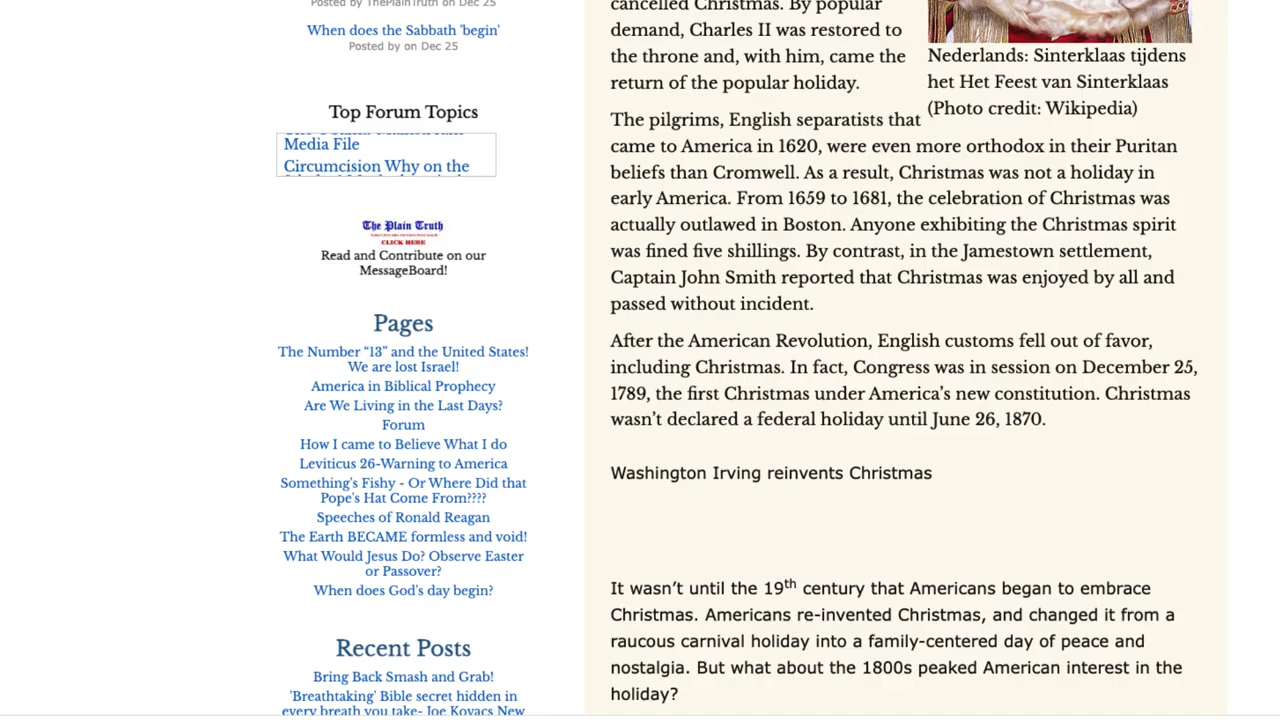 Posted by ThePlainTruth on Dec 25
When does the Sabbath 'begin'
Posted by on Dec 25
Top Forum Topics
Media File
Circumcision Why on the
The Plain Truth
CLICK HERE
Read and Contribute on our
MessageBoard!
Pages
The Number “13” and the United States!
We are lost Israel!
America in Biblical Prophecy
Are We Living in the Last Days?
Forum
How I came to Believe What I do
Leviticus 26-Warning to America
Something's Fishy - Or Where Did that
Pope's Hat Come From????
Speeches of Ronald Reagan
The Earth BECAME formless and void!
What Would Jesus Do? Observe Easter
or Passover?
When does God's day begin?
Recent Posts
Bring Back Smash and Grab!
'Breathtaking' Bible secret hidden in
every breath you take- Joe Kovacs New
cancelled Christmas. By popular
demand, Charles II was restored to
the throne and, with him, came the
return of the popular holiday.
Nederlands: Sinterklaas tijdens
het Het Feest van Sinterklaas
(Photo credit: Wikipedia)
The pilgrims, English separatists that
came to America in 1620, were even more orthodox in their Puritan
beliefs than Cromwell. As a result, Christmas was not a holiday in
early America. From 1659 to 1681, the celebration of Christmas was
actually outlawed in Boston. Anyone exhibiting the Christmas spirit
was fined five shillings. By contrast, in the Jamestown settlement,
Captain John Smith reported that Christmas was enjoyed by all and
passed without incident.
After the American Revolution, English customs fell out of favor,
including Christmas. In fact, Congress was in session on December 25,
1789, the first Christmas under America’s new constitution. Christmas
wasn’t declared a federal holiday until June 26, 1870.
Washington Irving reinvents Christmas
It wasn’t until the 19th century that Americans began to embrace
Christmas. Americans re-invented Christmas, and changed it from a
raucous carnival holiday into a family-centered day of peace and
nostalgia. But what about the 1800s peaked American interest in the
holiday?